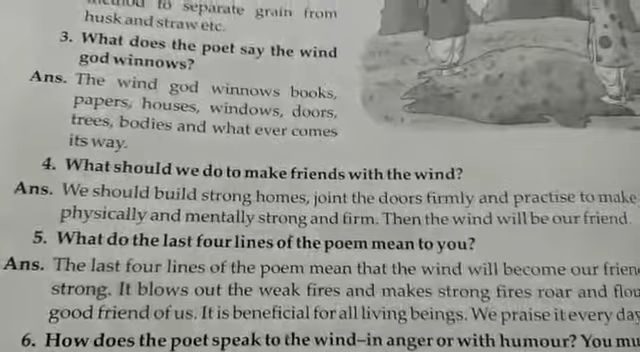 to separate grain from
husk and straw etc.
3. What does the poet say the wind
god winnows?
Ans. The wind god winnows books,
papers, houses, windows, doors,
trees, bodies and what ever comes
its way.
4. What should we do to make friends with the wind?
Ans. We should build strong homes, joint the doors firmly and practise to make
physically and mentally strong and firm. Then the wind will be our friend.
5. What do the last four lines of the poem mean to you?
Ans. The last four lines of the poem mean that the wind will become our
strong. It blows out the weak fires and makes strong fires roar and
good friend of us. It is beneficial for all living beings. We praise it every day
6. How does the poet speak to the wind–in anger or with humour? You